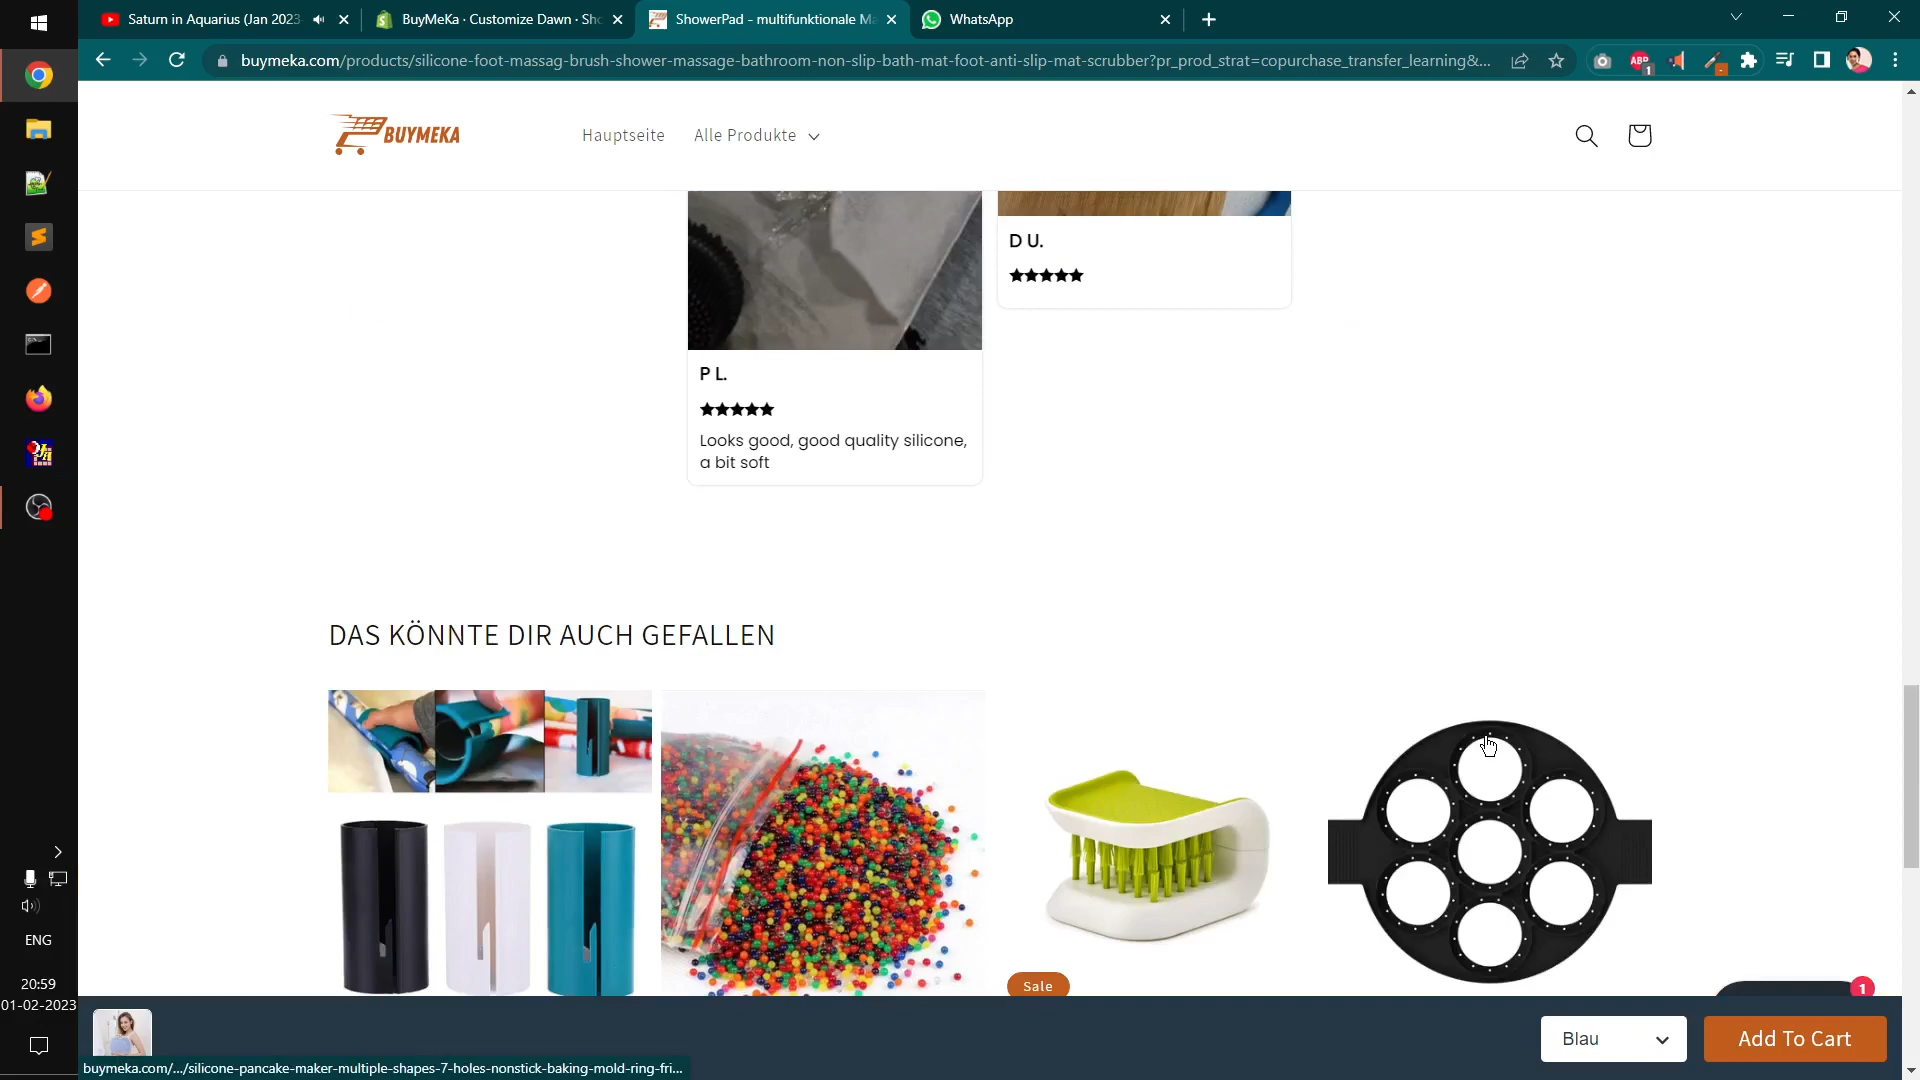 Saturn in Aquarius (Jan 2023
BuyMeKa · Customize Dawn · Sh
ShowerPad - multifunktionale Ma
WhatsApp
buymeka.com/products/silicone-foot-massag-brush-shower-massage-bathroom-non-slip-bath-mat-foot-anti-slip-mat-scrubber?pr_prod_strat=copurchase_transfer_learning&...
ABP
1
BUYMEKA
Hauptseite
Alle Produkte
D U.
★★★★★
P L.
★★★★★
Looks good, good quality silicone,
a bit soft
DAS KÖNNTE DIR AUCH GEFALLEN
Sale
1
Blau
Add To Cart
buymeka.com/.../silicone-pancake-maker-multiple-shapes-7-holes-nonstick-baking-mold-ring-fri...
ENG
20:59
01-02-2023